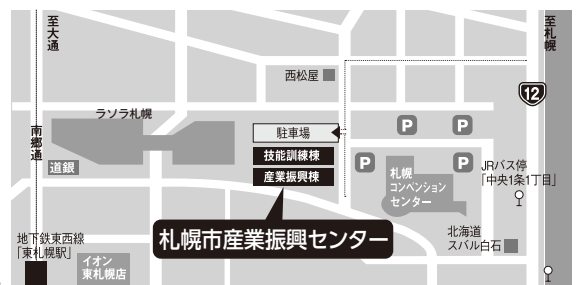 至大通
至札幌
西松屋
12
ラソラ札幌
駐車場
P
P
南郷通
技能訓練棟
道銀
産業振興棟
P
P
札幌
コンベンション
センター
JRバス停
「中央1条1丁目」
札幌市産業振興センター
北海道
スバル白石
地下鉄東西線
「東札幌駅」
イオン
東札幌店